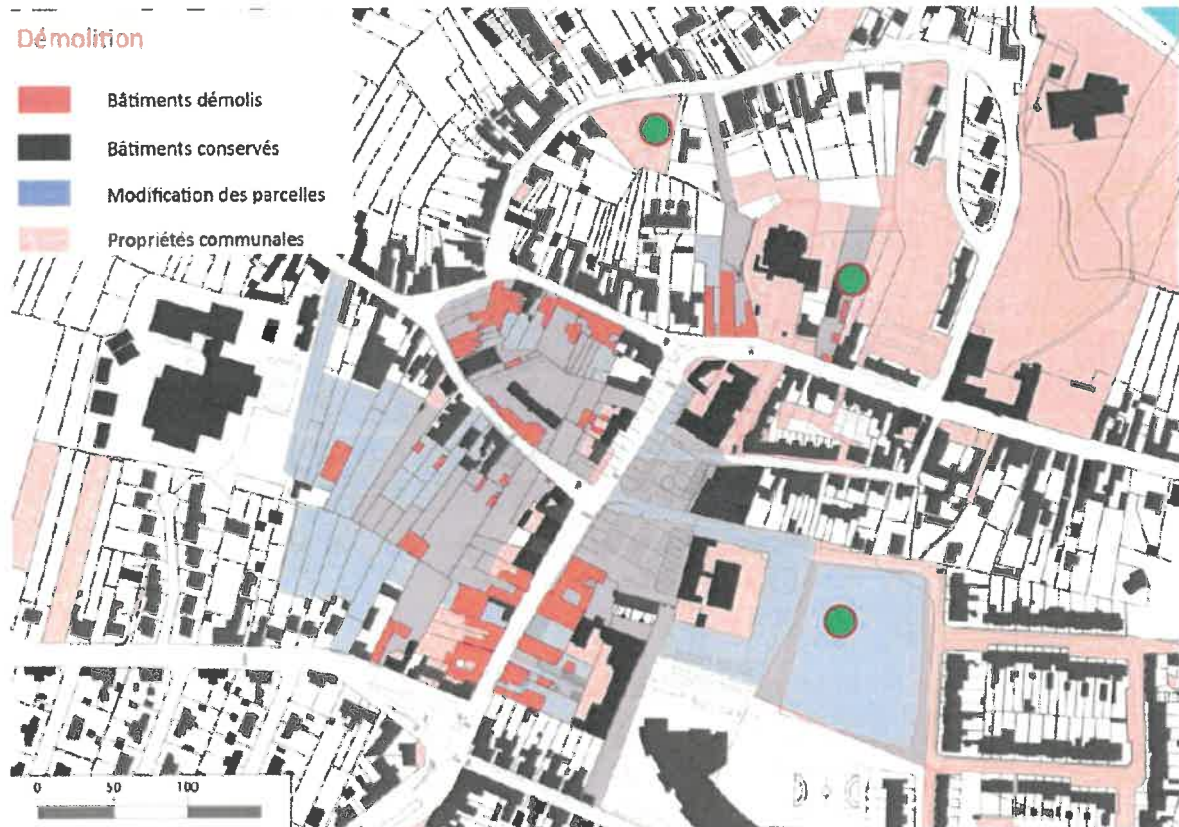 Démolition
Bâtiments démolis
Bâtiments conservés
Modification des parcelles
Propriétés communales
0 50 100